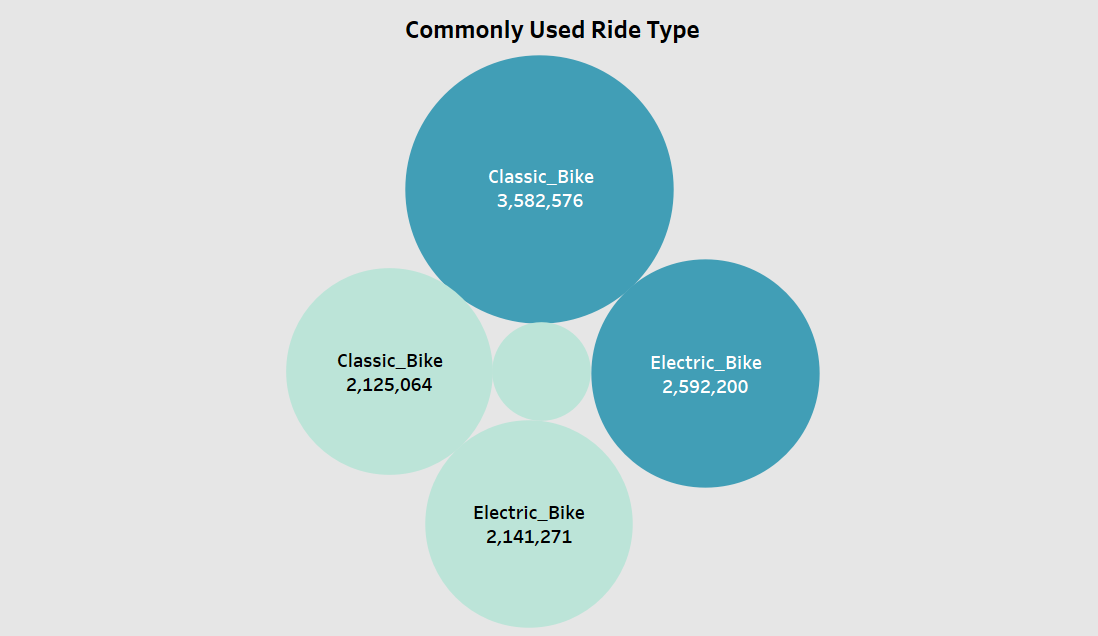 Commonly Used Ride Type
Classic_Bike
3,582,576
Classic_Bike
2,125,064
Electric_Bike
2,592,200
Electric_Bike
2,141,271